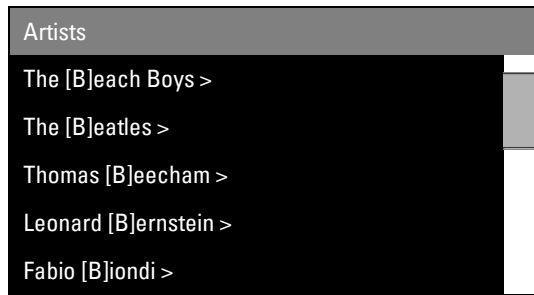 Artists
The [B]each Boys >
The [B]eatles >
Thomas [B]eecham >
Leonard [B]ernstein >
Fabio [B]iondi >